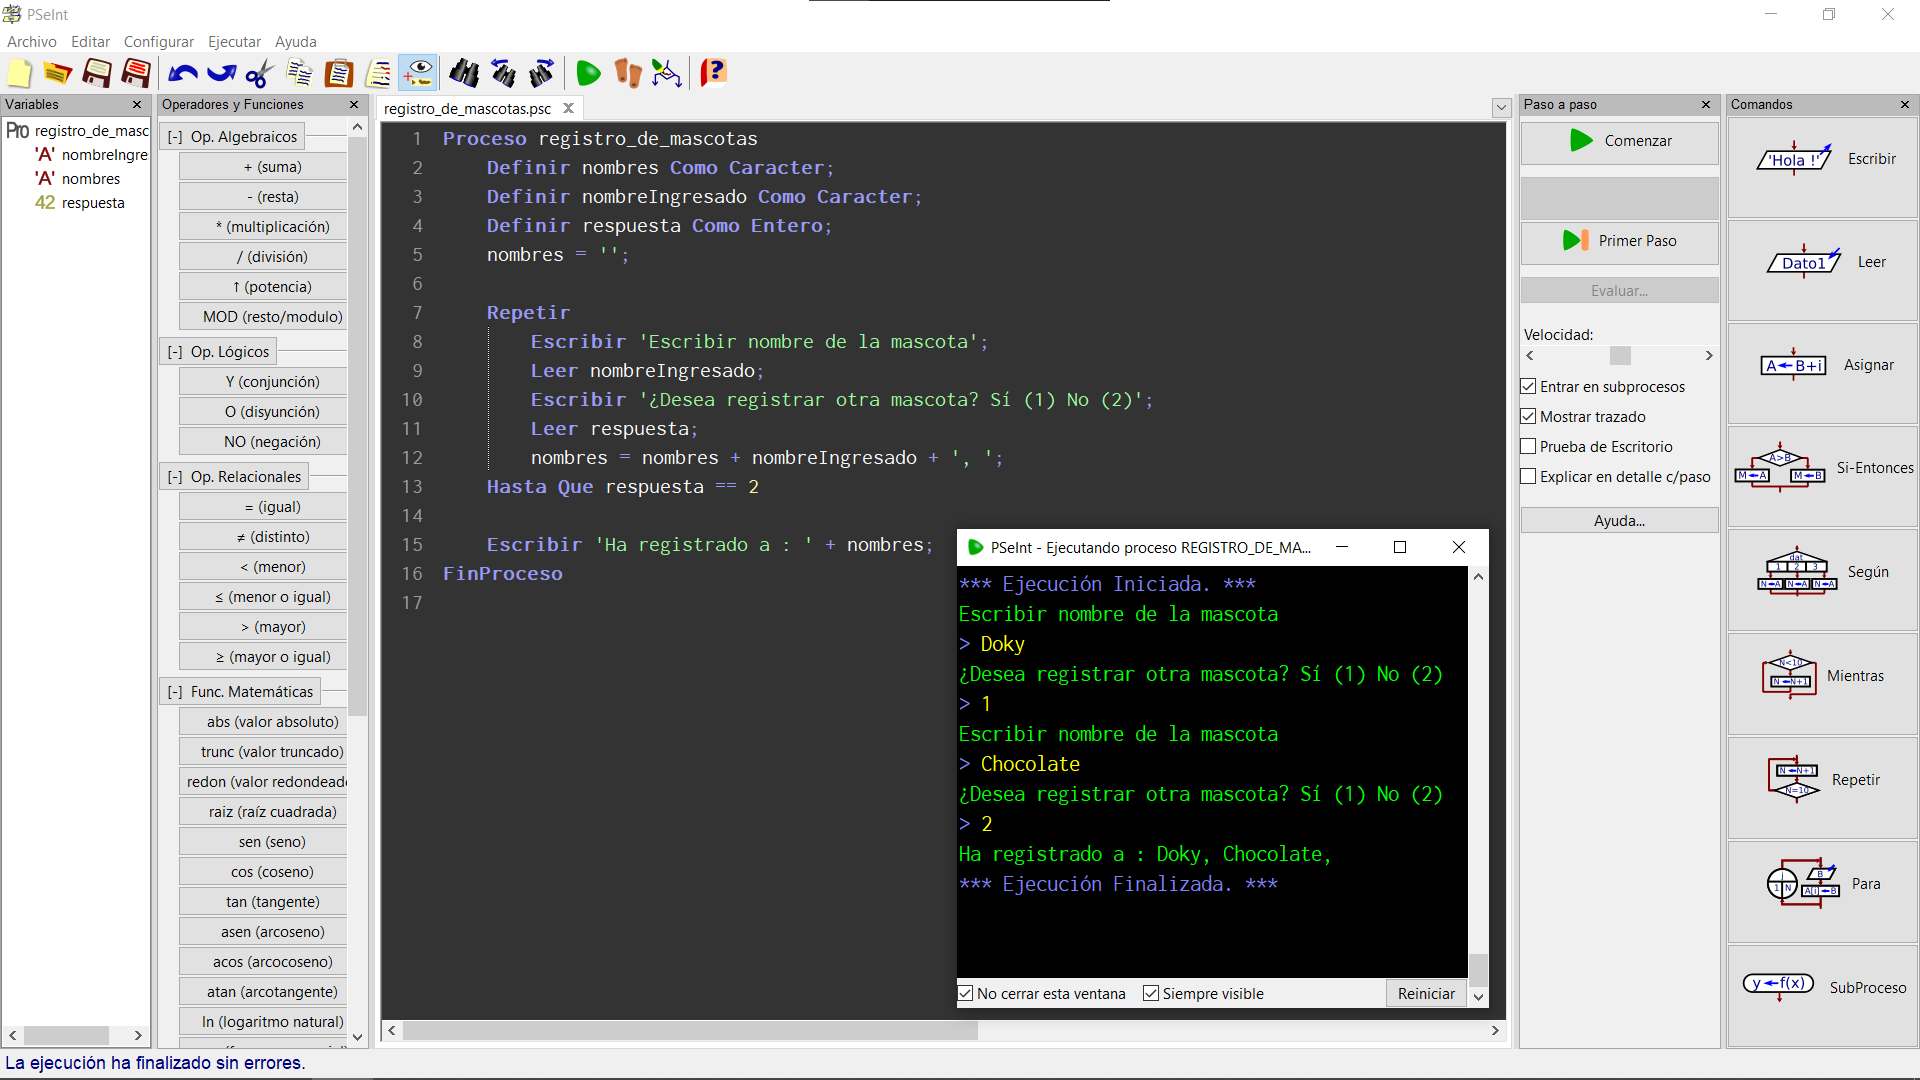 PSeInt
Archivo Editar Configurar Ejecutar Ayuda
Variables
Pro registro_de_masc
'A' nombreIngre
'A' nombres
42 respuesta
Operadores y Funciones
[-] Op. Algebraicos
+ (suma)
- (resta)
* (multiplicación)
/ (división)
↑ (potencia)
MOD (resto/modulo)
[-] Op. Lógicos
Y (conjunción)
O (disyunción)
NO (negación)
[-] Op. Relacionales
= (igual)
≠ (distinto)
< (menor)
≤ (menor o igual)
> (mayor)
≥ (mayor o igual)
[-] Func. Matemáticas
abs (valor absoluto)
trunc (valor truncado)
redon (valor redondeado
raiz (raíz cuadrada)
sen (seno)
cos (coseno)
tan (tangente)
asen (arcoseno)
acos (arcocoseno)
atan (arcotangente)
ln (logaritmo natural)
registro_de_mascotas.psc
1 Proceso registro_de_mascotas
2 Definir nombres Como Caracter;
3 Definir nombreIngresado Como Caracter;
4 Definir respuesta Como Entero;
5 nombres = '';
6
7 Repetir
8 Escribir 'Escribir nombre de la mascota';
9 Leer nombreIngresado;
10 Escribir '¿Desea registrar otra mascota? Sí (1) No (2)';
11 Leer respuesta;
12 nombres = nombres + nombreIngresado + ', ';
13 Hasta Que respuesta == 2
14
15 Escribir 'Ha registrado a : ' + nombres;
16 FinProceso
17
PSeInt - Ejecutando proceso REGISTRO_DE_MA...
*** Ejecución Iniciada. ***
Escribir nombre de la mascota
> Doky
¿Desea registrar otra mascota? Sí (1) No (2)
> 1
Escribir nombre de la mascota
> Chocolate
¿Desea registrar otra mascota? Sí (1) No (2)
> 2
Ha registrado a : Doky, Chocolate,
*** Ejecución Finalizada. ***
No cerrar esta ventana
Siempre visible
Reiniciar
Paso a paso
Comenzar
Primer Paso
Evaluar...
Velocidad:
Entrar en subprocesos
Mostrar trazado
Prueba de Escritorio
Explicar en detalle c/paso
Ayuda...
Comandos
'Hola !' Escribir
Dato1 Leer
A←B+i Asignar
A>B M←A M←B Si-Entonces
dat 1 2 3 N←A N←A N←A Según
N<10 N←N+1 Mientras
N←N+1 N=10 Repetir
i 1 N B A[i]←B Para
y←f(x) SubProceso
La ejecución ha finalizado sin errores.